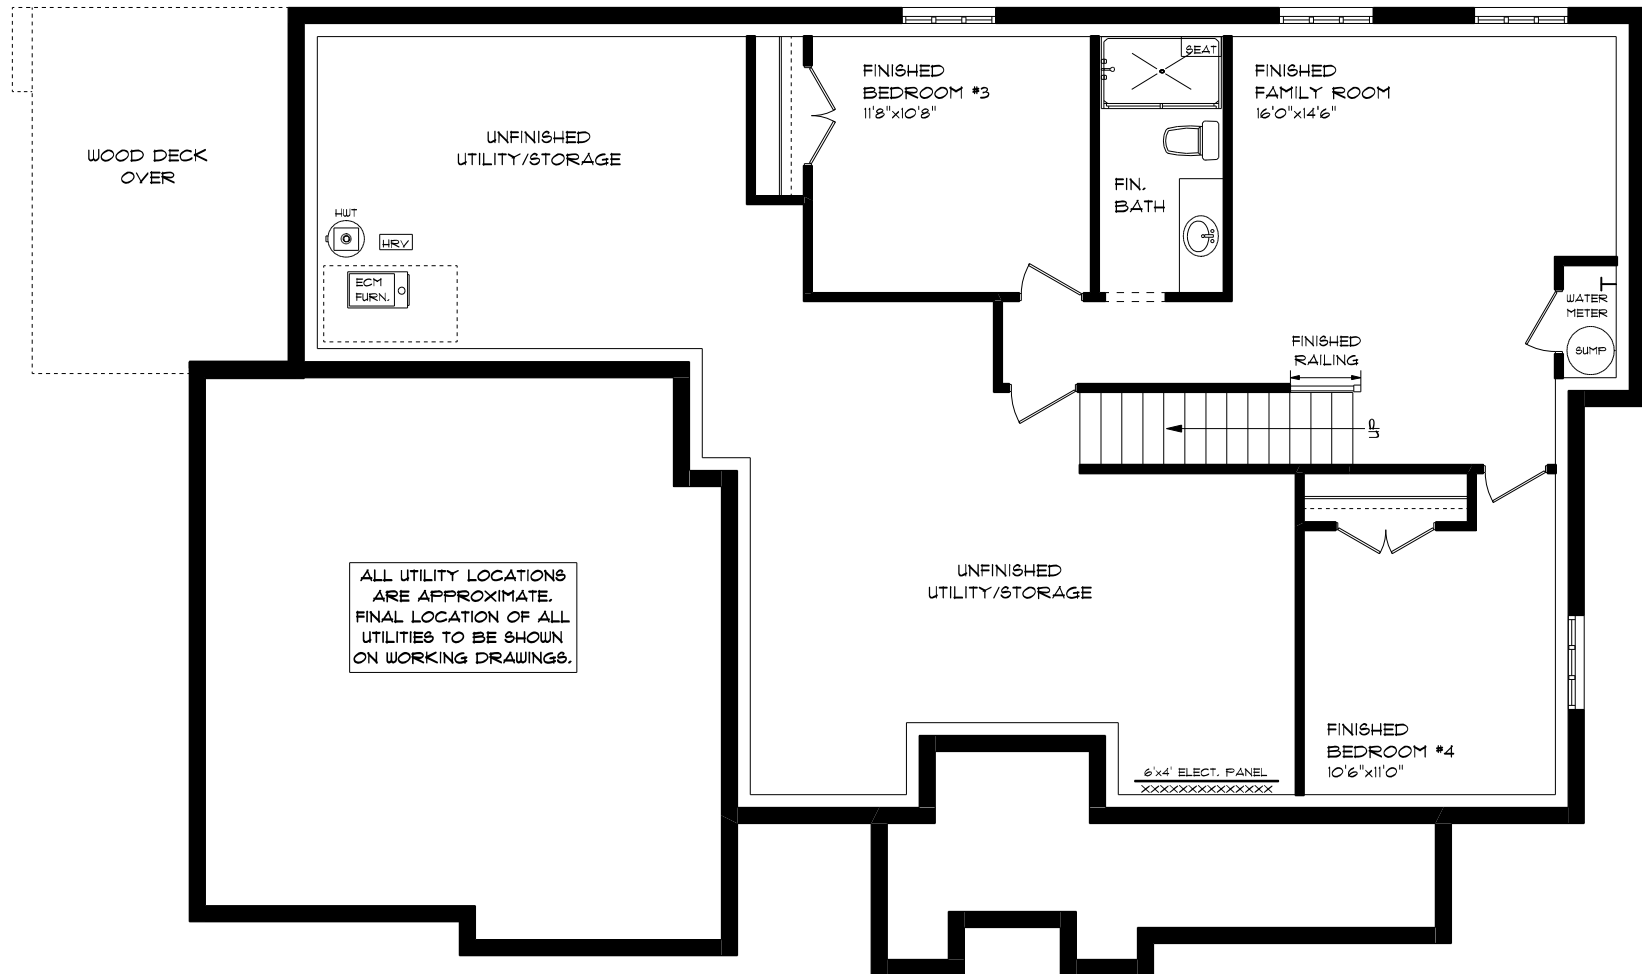 WOOD DECK
OVER
UNFINISHED
UTILITY/STORAGE
HWT
HRV
ECM
FURN.
FINISHED
BEDROOM #3
11'8"x10'8"
SEAT
FIN.
BATH
FINISHED
FAMILY ROOM
16'0"x14'6"
WATER
METER
SUMP
FINISHED
RAILING
UP
ALL UTILITY LOCATIONS
ARE APPROXIMATE.
FINAL LOCATION OF ALL
UTILITIES TO BE SHOWN
ON WORKING DRAWINGS.
UNFINISHED
UTILITY/STORAGE
6'x4' ELECT. PANEL
FINISHED
BEDROOM #4
10'6"x11'0"